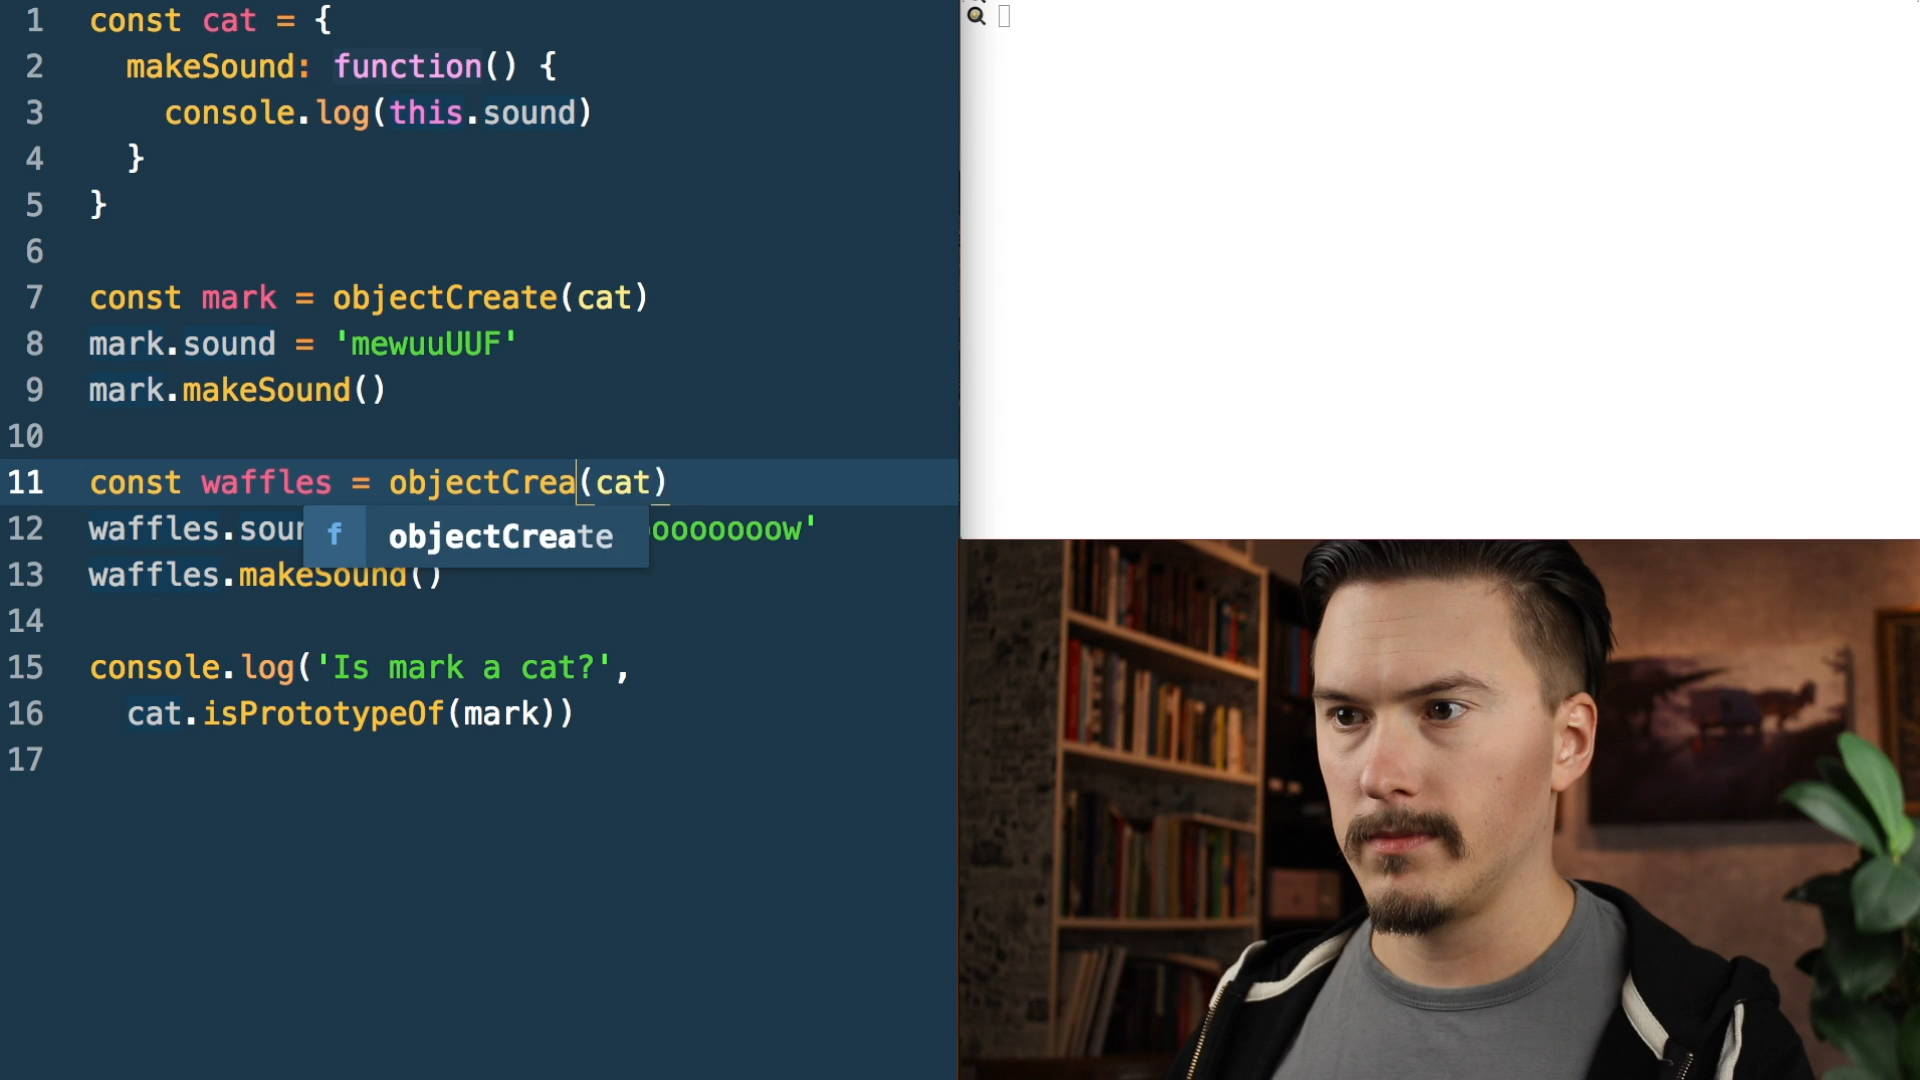 1 const cat = {
2 makeSound: function() {
3 console.log(this.sound)
4 }
5 }
6
7 const mark = objectCreate(cat)
8 mark.sound = 'mewuuUUF'
9 mark.makeSound()
10
11 const waffles = objectCrea(cat)
12 waffles.soun ooooooow'
f objectCreate
13 waffles.makeSound()
14
15 console.log('Is mark a cat?',
16 cat.isPrototypeOf(mark))
17